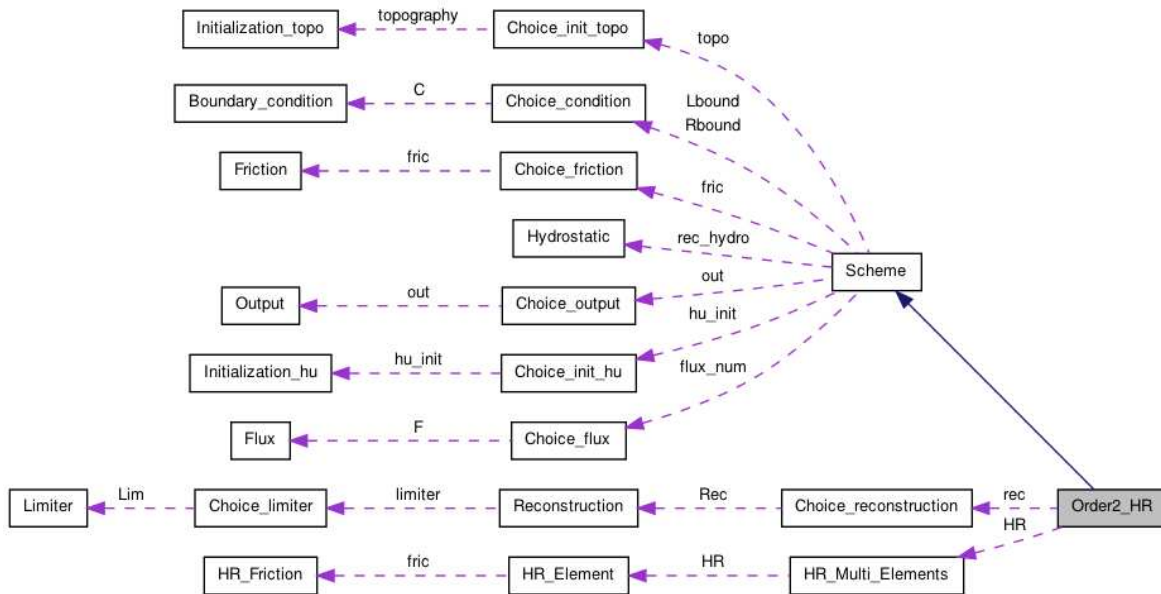 Initialization_topo
topography
Choice_init_topo
topo
Boundary_condition
C
Choice_condition
Lbound
Rbound
Friction
fric
Choice_friction
fric
Hydrostatic
rec_hydro
Scheme
Output
out
Choice_output
out
Initialization_hu
hu_init
Choice_init_hu
hu_init
Flux
F
Choice_flux
flux_num
Limiter
Lim
Choice_limiter
limiter
Reconstruction
Rec
Choice_reconstruction
rec
Order2_HR
HR_Friction
fric
HR_Element
HR
HR_Multi_Elements
HR